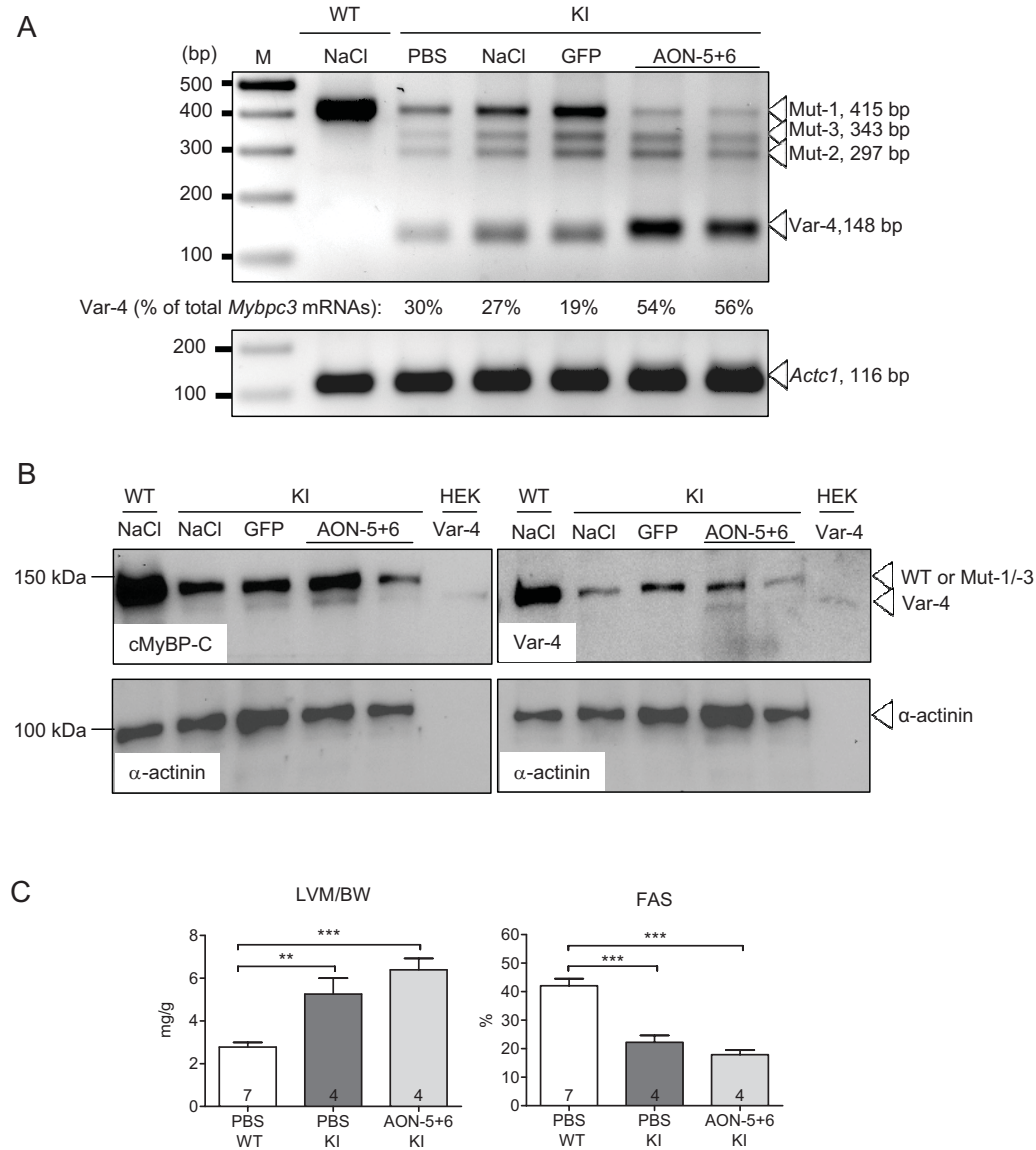 A
WT KI
(bp) M NaCl PBS NaCl GFP AON-5+6
500
400
300
200
100
Mut-1, 415 bp
Mut-3, 343 bp
Mut-2, 297 bp
Var-4,148 bp
Var-4 (% of total Mybpc3 mRNAs): 30% 27% 19% 54% 56%
200
100
Actc1, 116 bp
B
WT KI HEK WT KI HEK
NaCl NaCl GFP AON-5+6 Var-4 NaCl NaCl GFP AON-5+6 Var-4
150 kDa
cMyBP-C
Var-4
WT or Mut-1/-3
Var-4
100 kDa
α-actinin
α-actinin
α-actinin
C
LVM/BW
mg/g
8
6
4
2
0
**
***
7 4 4
PBS PBS AON-5+6
WT KI KI
FAS
%
60
50
40
30
20
10
0
***
***
7 4 4
PBS PBS AON-5+6
WT KI KI